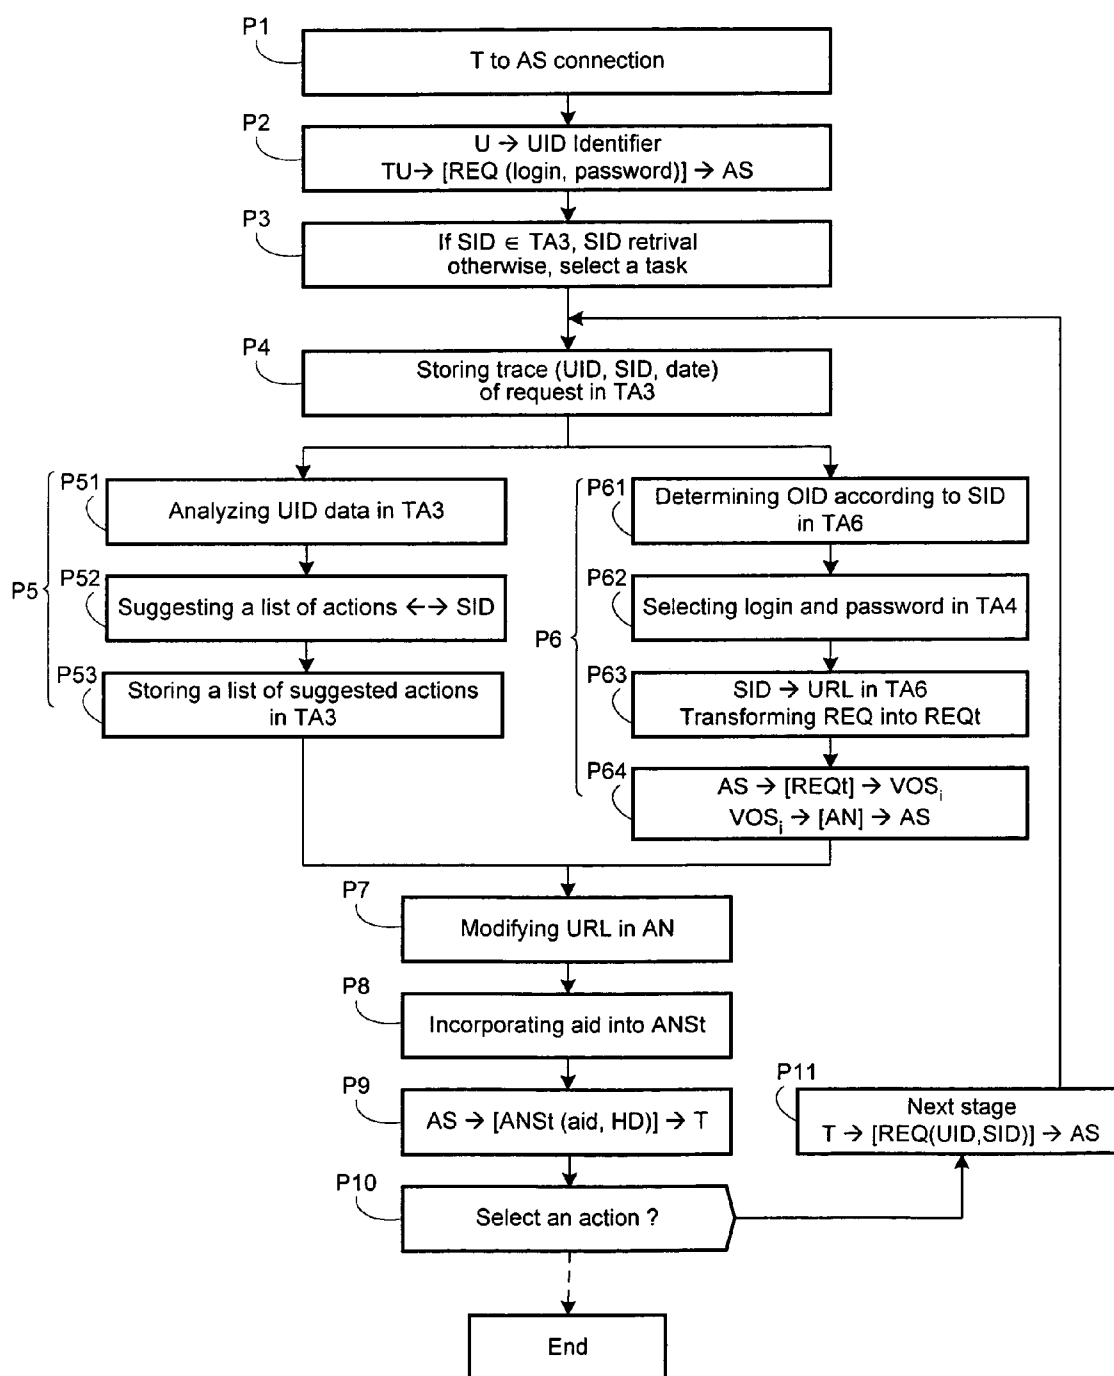 P1
T to AS connection
P2
U → UID Identifier
TU→ [REQ (login, password)] → AS
P3
If SID ∈ TA3, SID retrival
otherwise, select a task
P4
Storing trace (UID, SID, date)
of request in TA3
P5
P51
Analyzing UID data in TA3
P52
Suggesting a list of actions ←→ SID
P53
Storing a list of suggested actions
in TA3
P6
P61
Determining OID according to SID
in TA6
P62
Selecting login and password in TA4
P63
SID → URL in TA6
Transforming REQ into REQt
P64
AS → [REQt] → VOSi
VOSi → [AN] → AS
P7
Modifying URL in AN
P8
Incorporating aid into ANSt
P9
AS → [ANSt (aid, HD)] → T
P10
Select an action ?
P11
Next stage
T → [REQ(UID,SID)] → AS
End